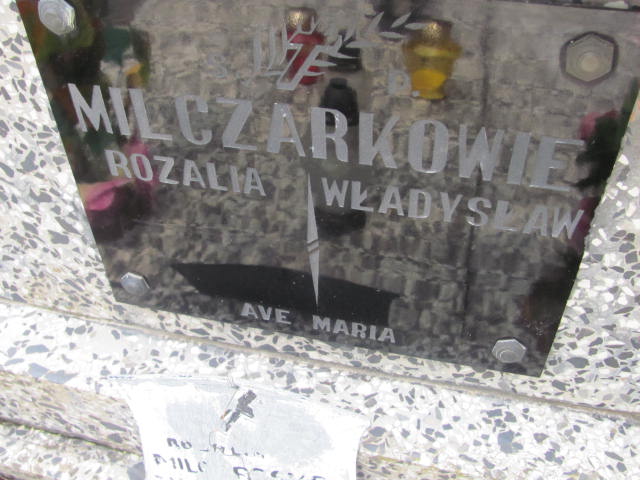 Ś P.
MILCZARKOWIE
ROZALIA WŁADYSŁAW
AVE MARIA